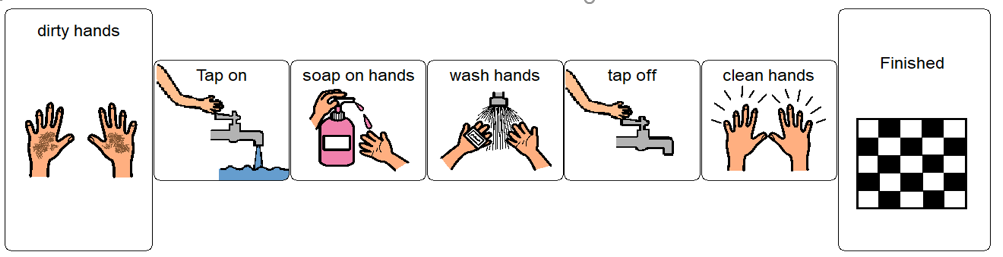 dirty hands
Tap on
soap on hands
wash hands
tap off
clean hands
Finished